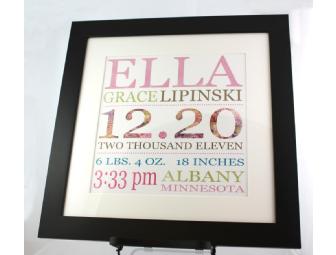 ELLA
GRACE LIPINSKI
12.20
TWO THOUSAND ELEVEN
6 LBS. 4 OZ. 18 INCHES
3:33 pm ALBANY
MINNESOTA